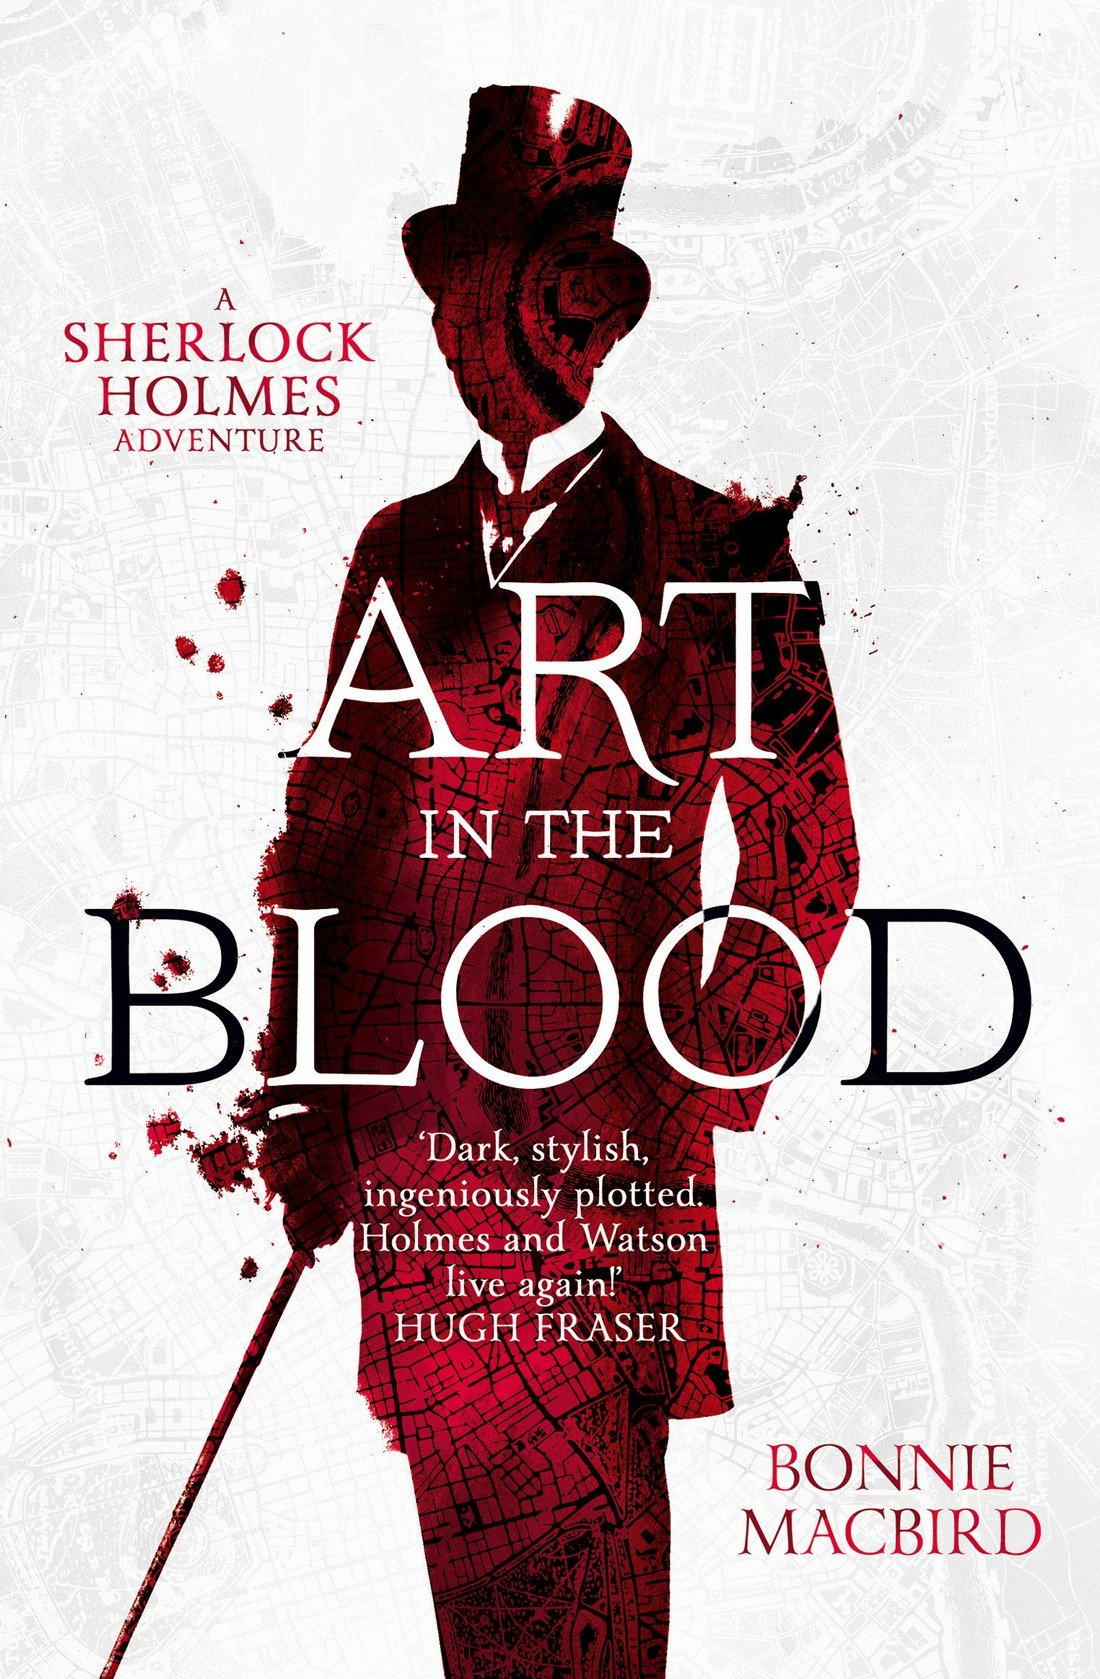 A
SHERLOCK
HOLMES
ADVENTURE
ART
IN THE
BLOOD
‘Dark, stylish,
ingeniously plotted.
Holmes and Watson
live again!’
HUGH FRASER
BONNIE
MACBIRD